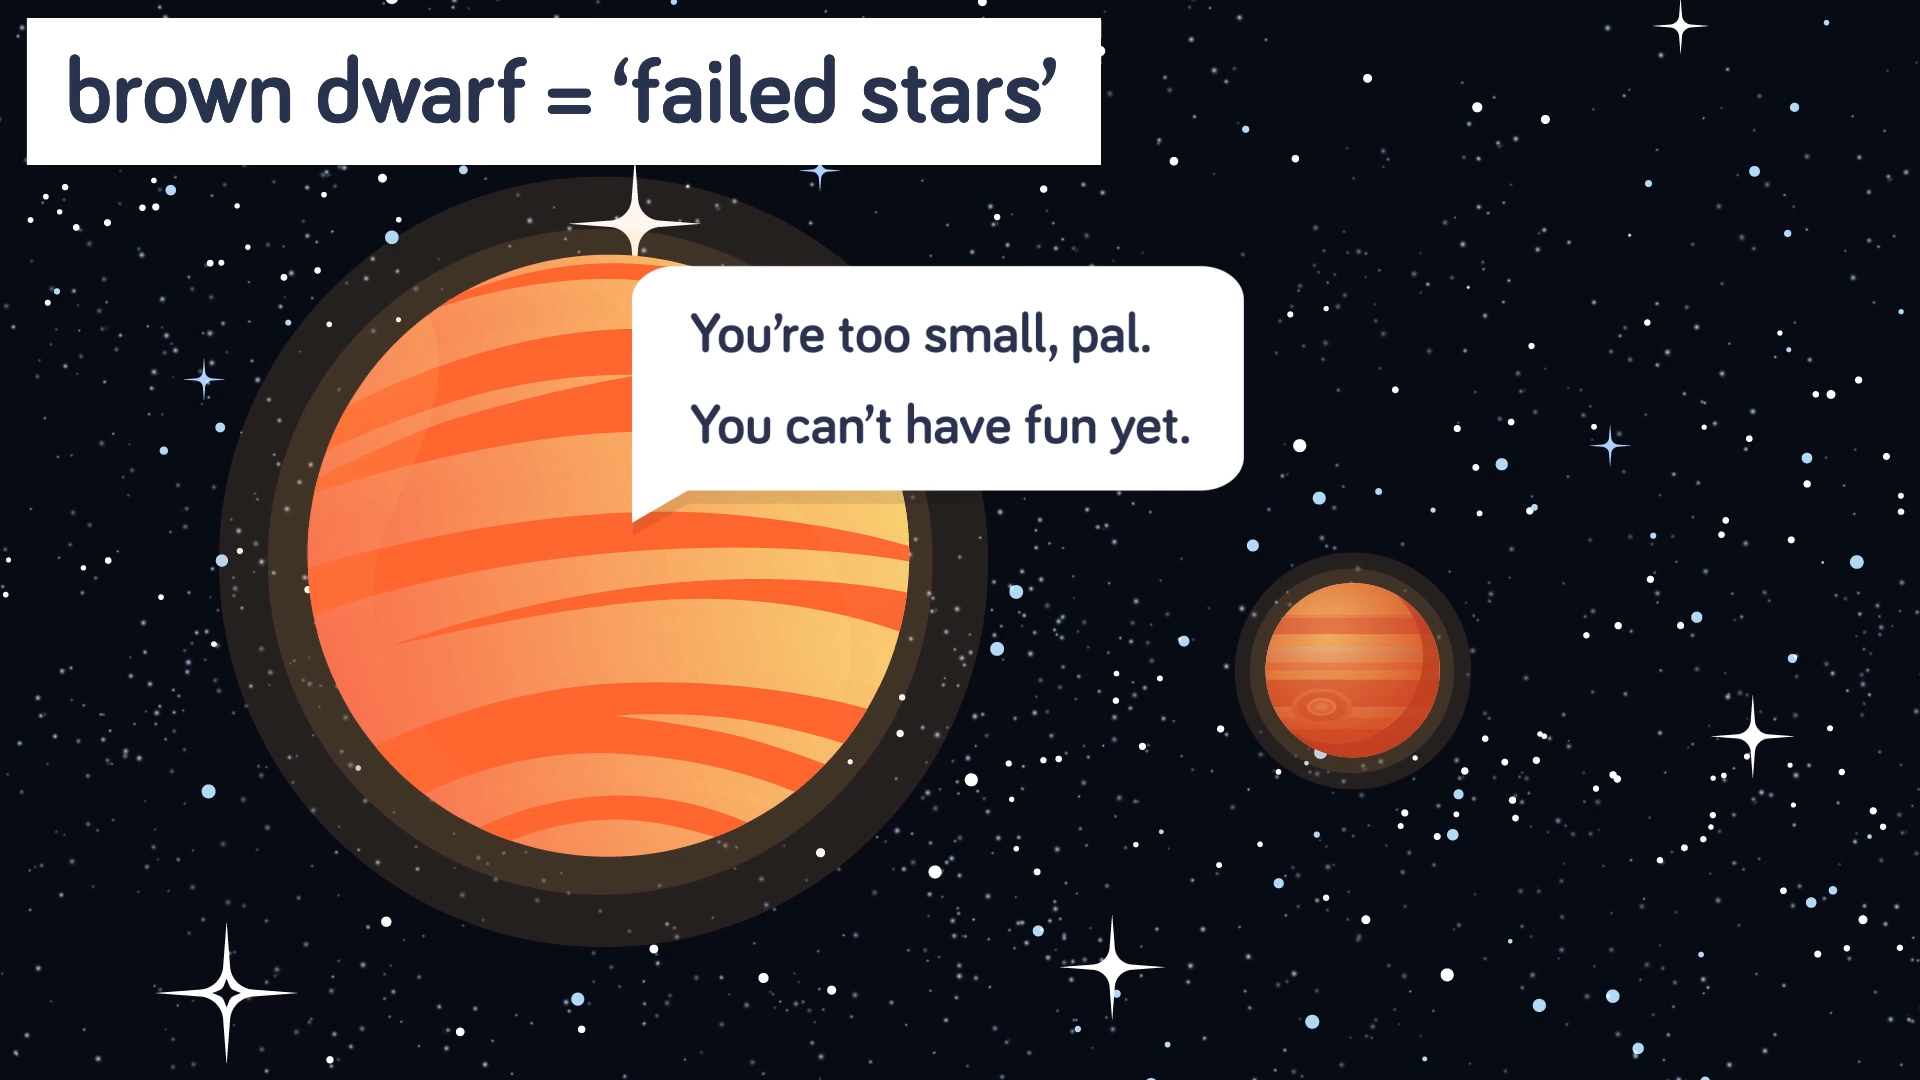 brown dwarf = ‘failed stars’
You’re too small, pal.
You can’t have fun yet.